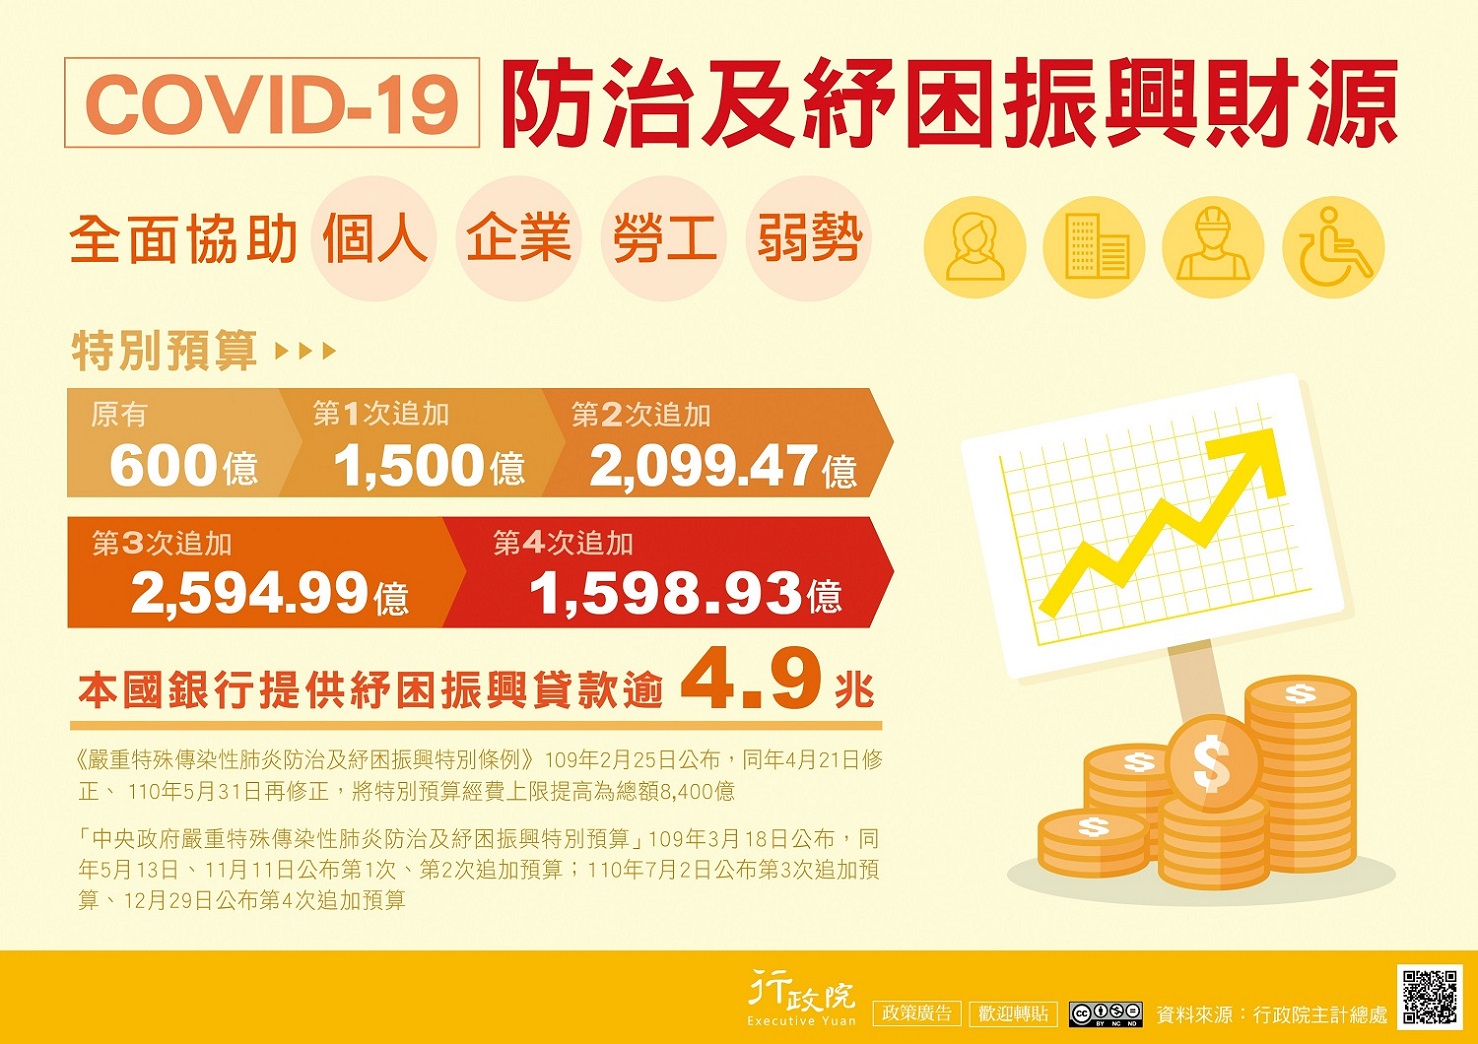 COVID-19 防治及紓困振興財源
全面協助 個人 企業 勞工 弱勢
特別預算
原有 第1次追加 第2次追加
600億 1,500億 2,099.47億
第3次追加 第4次追加
2,594.99億 1,598.93億
本國銀行提供紓困振興貸款逾 4.9 兆
《嚴重特殊傳染性肺炎防治及紓困振興特別條例》 109年2月25日公布，同年4月21日修
正、 110年5月31日再修正，將特別預算經費上限提高為總額8,400億
「中央政府嚴重特殊傳染性肺炎防治及紓困振興特別預算」109年3月18日公布，同
年5月13日、11月11日公布第1次、第2次追加預算；110年7月2日公布第3次追加預
算、12月29日公布第4次追加預算
$ $ $ $
行政院
Executive Yuan 政策廣告 歡迎轉貼 cc BY NC ND 資料來源：行政院主計總處